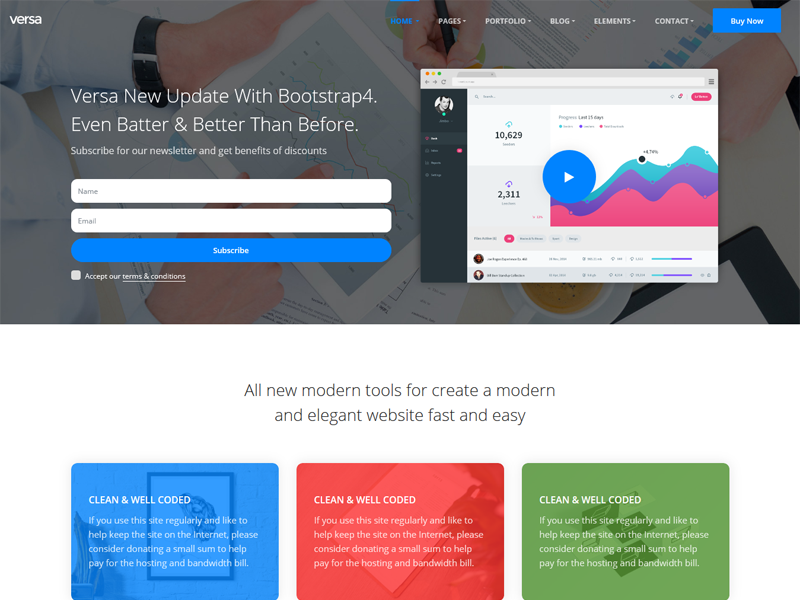 versa
HOME
PAGES
PORTFOLIO
BLOG
ELEMENTS
CONTACT
Buy Now
Versa New Update With Bootstrap4.
Even Batter & Better Than Before.
Subscribe for our newsletter and get benefits of discounts
Name
Email
Subscribe
Accept our terms & conditions
10,629
2,311
Progress Last 15 days
+4,74%
All new modern tools for create a modern
and elegant website fast and easy
CLEAN & WELL CODED
If you use this site regularly and like to
help keep the site on the Internet, please
consider donating a small sum to help
pay for the hosting and bandwidth bill.
CLEAN & WELL CODED
If you use this site regularly and like to
help keep the site on the Internet, please
consider donating a small sum to help
pay for the hosting and bandwidth bill.
CLEAN & WELL CODED
If you use this site regularly and like to
help keep the site on the Internet, please
consider donating a small sum to help
pay for the hosting and bandwidth bill.